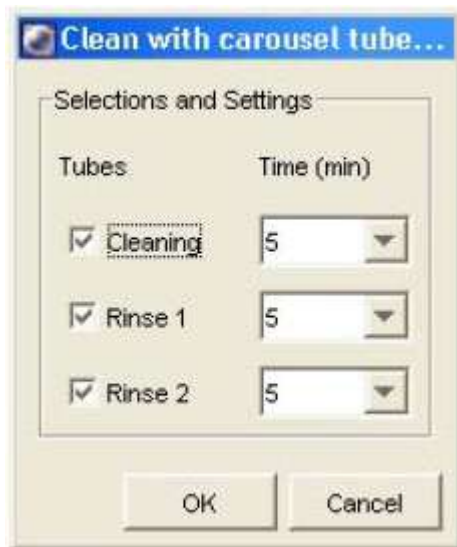 Clean with carousel tube...
Selections and Settings
Tubes Time (min)
Cleaning 5
Rinse 1 5
Rinse 2 5
OK Cancel